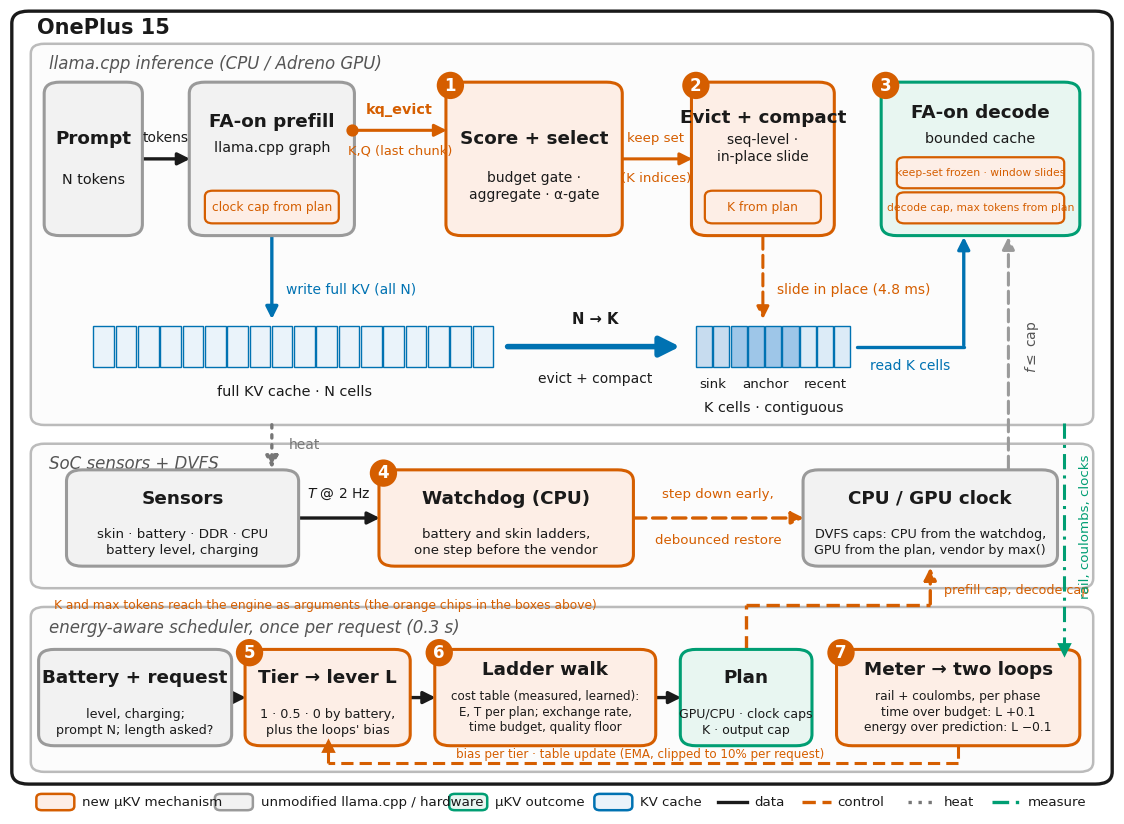 OnePlus 15
llama.cpp inference (CPU / Adreno GPU)
1
2
3
Prompt
N tokens
tokens
FA-on prefill
llama.cpp graph
clock cap from plan
kq_evict
K,Q (last chunk)
Score + select
budget gate ·
aggregate · α-gate
keep set
(K indices)
Evict + compact
seq-level ·
in-place slide
K from plan
FA-on decode
bounded cache
keep-set frozen · window slides
decode cap, max tokens from plan
write full KV (all N)
slide in place (4.8 ms)
N → K
evict + compact
full KV cache · N cells
sink
anchor
recent
K cells · contiguous
read K cells
f ≤ cap
heat
SoC sensors + DVFS
Sensors
skin · battery · DDR · CPU
battery level, charging
T @ 2 Hz
4
Watchdog (CPU)
battery and skin ladders,
one step before the vendor
step down early,
debounced restore
CPU / GPU clock
DVFS caps: CPU from the watchdog,
GPU from the plan, vendor by max()
rail, coulombs, clocks
prefill cap, decode cap
K and max tokens reach the engine as arguments (the orange chips in the boxes above)
energy-aware scheduler, once per request (0.3 s)
Battery + request
level, charging;
prompt N; length asked?
5
Tier → lever L
1 · 0.5 · 0 by battery,
plus the loops' bias
6
Ladder walk
cost table (measured, learned):
E, T per plan; exchange rate,
time budget, quality floor
Plan
GPU/CPU · clock caps
K · output cap
7
Meter → two loops
rail + coulombs, per phase
time over budget: L +0.1
energy over prediction: L −0.1
bias per tier · table update (EMA, clipped to 10% per request)
new μKV mechanism
unmodified llama.cpp / hardware
μKV outcome
KV cache
data
control
heat
measure